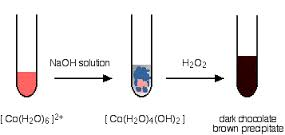 NaOH solution
H₂O₂
[Co(H₂O)₆]²⁺
[Co(H₂O)₄(OH)₂]
dark chocolate
brown precipitate